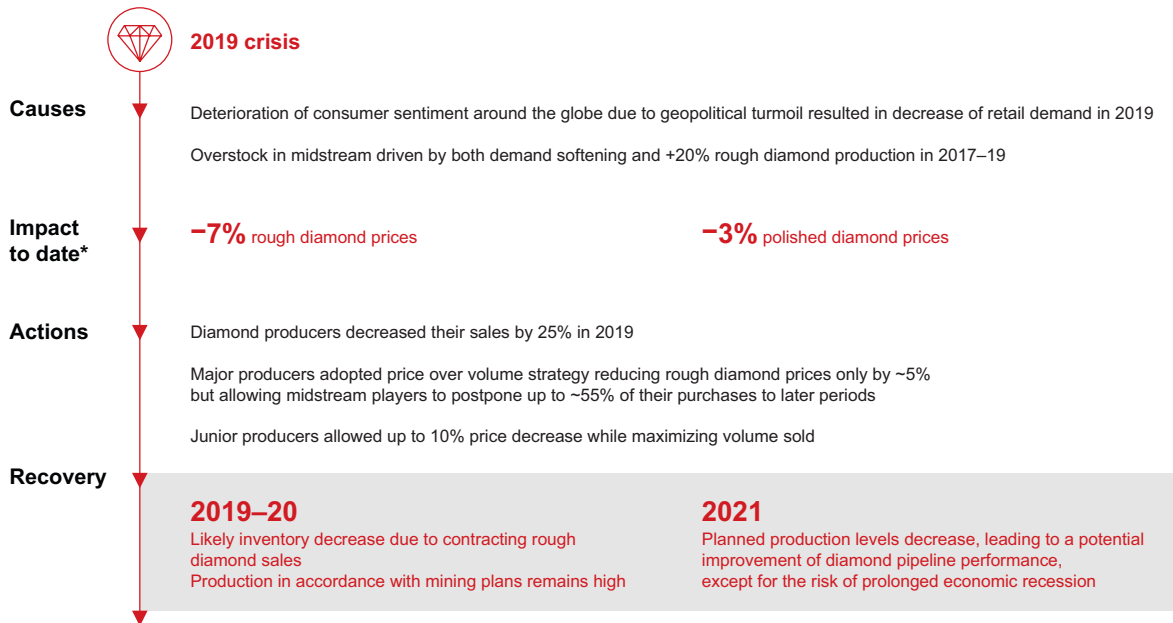 2019 crisis
Causes
Deterioration of consumer sentiment around the globe due to geopolitical turmoil resulted in decrease of retail demand in 2019
Overstock in midstream driven by both demand softening and +20% rough diamond production in 2017–19
Impact
to date*
−7% rough diamond prices
−3% polished diamond prices
Actions
Diamond producers decreased their sales by 25% in 2019
Major producers adopted price over volume strategy reducing rough diamond prices only by ~5%
but allowing midstream players to postpone up to ~55% of their purchases to later periods
Junior producers allowed up to 10% price decrease while maximizing volume sold
Recovery
2019–20
Likely inventory decrease due to contracting rough
diamond sales
Production in accordance with mining plans remains high
2021
Planned production levels decrease, leading to a potential
improvement of diamond pipeline performance,
except for the risk of prolonged economic recession